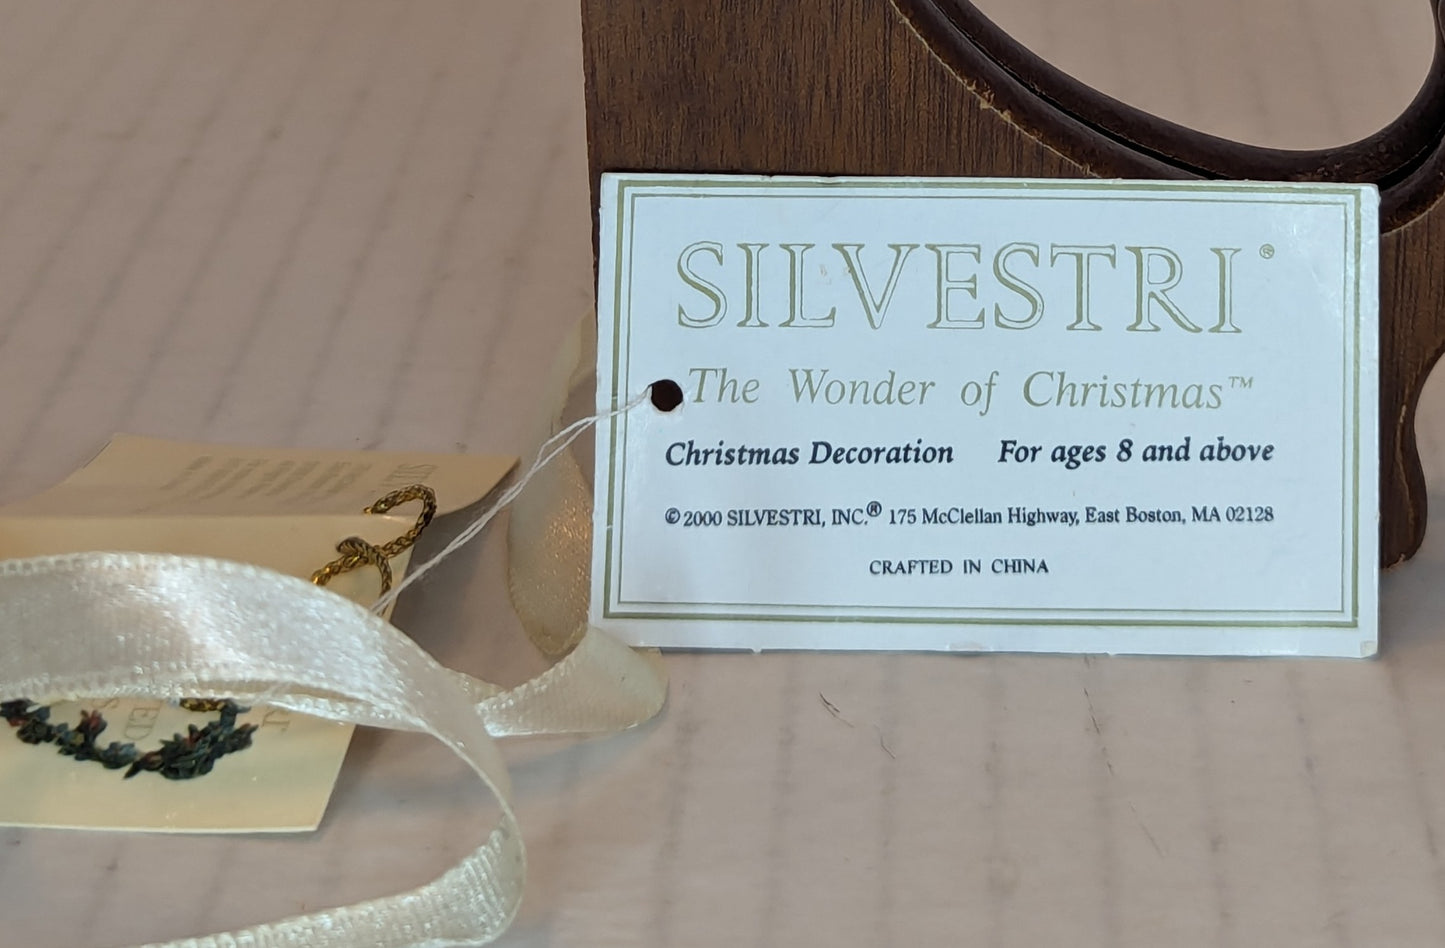 SILVESTRI®
The Wonder of Christmas™
Christmas Decoration For ages 8 and above
© 2000 SILVESTRI, INC.® 175 McClellan Highway, East Boston, MA 02128
CRAFTED IN CHINA